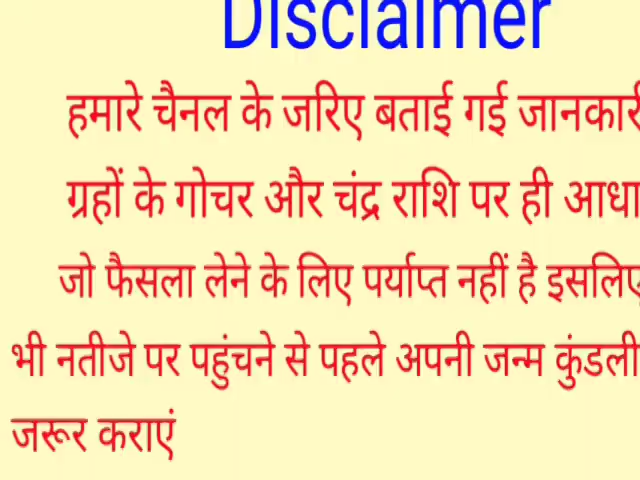 Disclaimer
हमारे चैनल के जरिए बताई गई जानकारी
ग्रहों के गोचर और चंद्र राशि पर ही आधा
जो फैसला लेने के लिए पर्याप्त नहीं है इसलिए
भी नतीजे पर पहुंचने से पहले अपनी जन्म कुंडली
जरूर कराएं